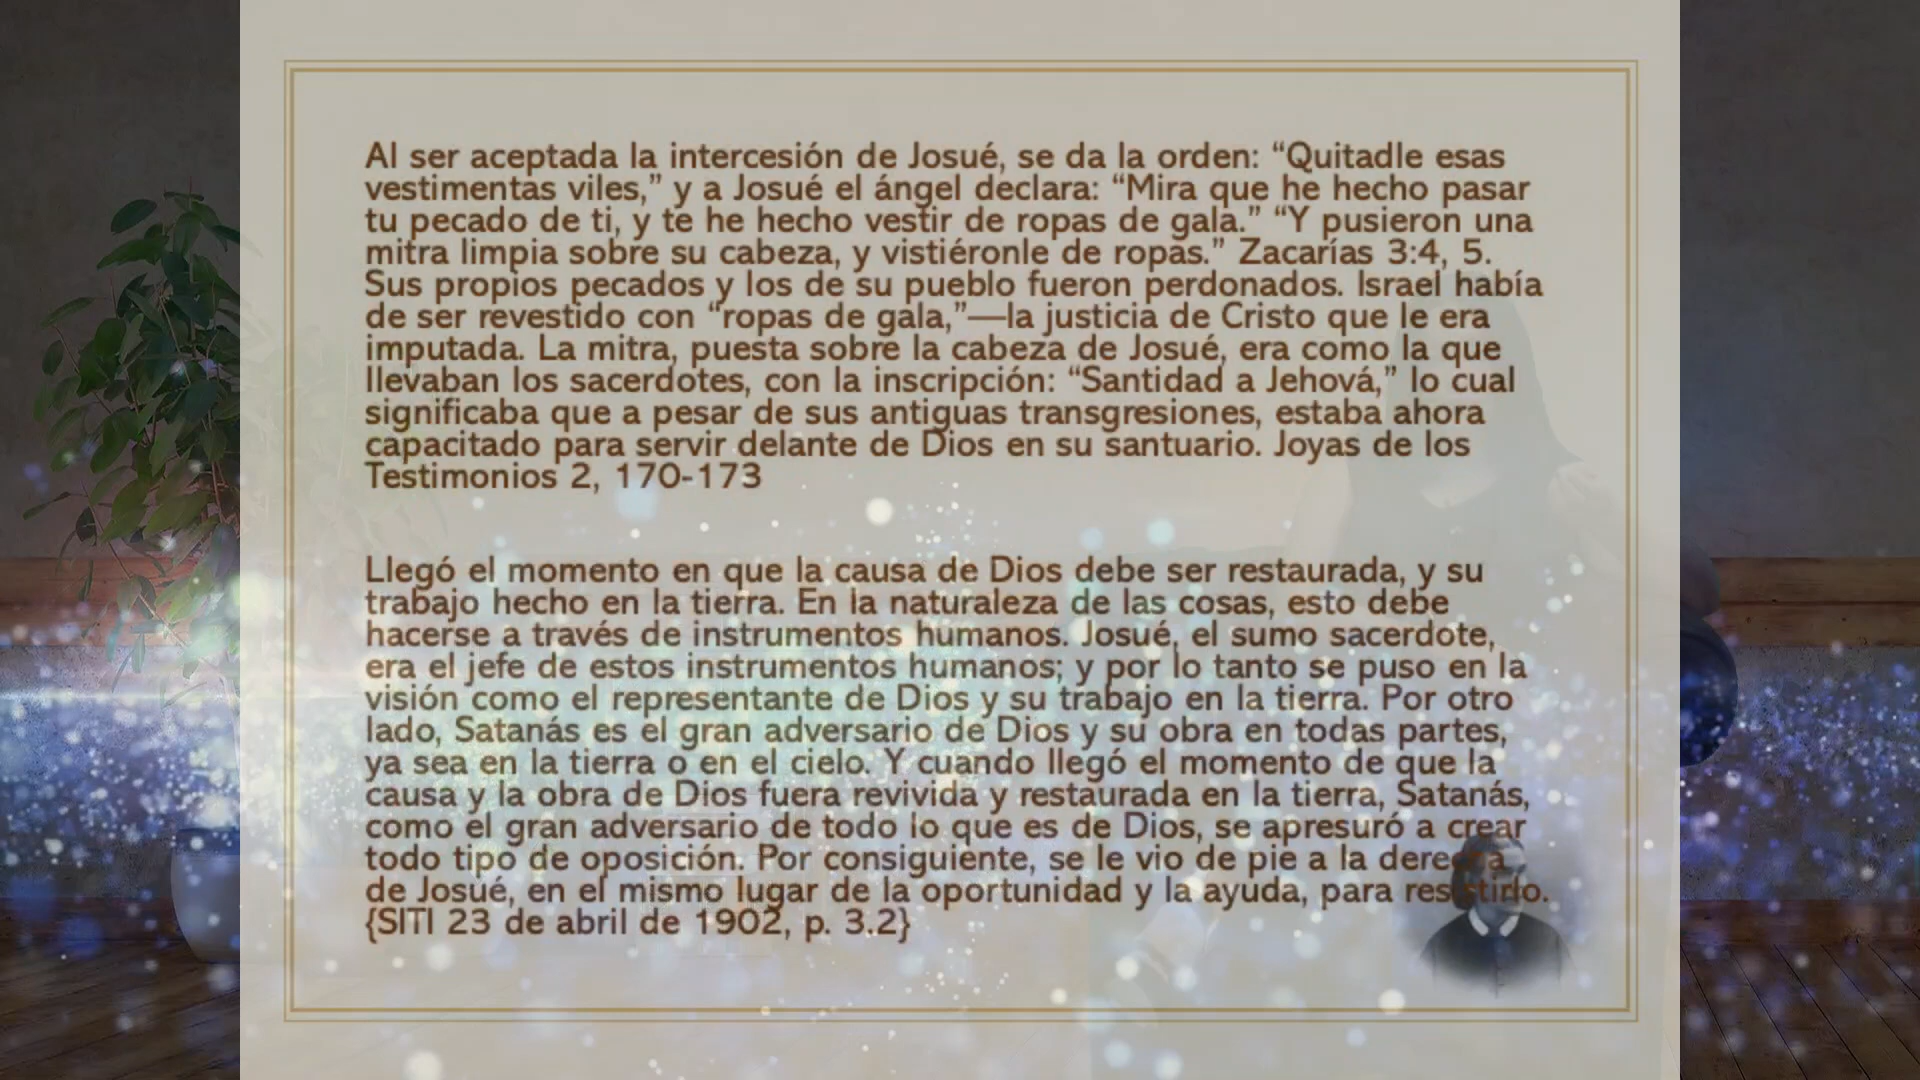 Al ser aceptada la intercesión de Josué, se da la orden: “Quitadle esas
vestimentas viles,” y a Josué el ángel declara: “Mira que he hecho pasar
tu pecado de ti, y te he hecho vestir de ropas de gala.” “Y pusieron una
mitra limpia sobre su cabeza, y vistiéronle de ropas.” Zacarías 3:4, 5.
Sus propios pecados y los de su pueblo fueron perdonados. Israel había
de ser revestido con “ropas de gala,”—la justicia de Cristo que le era
imputada. La mitra, puesta sobre la cabeza de Josué, era como la que
llevaban los sacerdotes, con la inscripción: “Santidad a Jehová,” lo cual
significaba que a pesar de sus antiguas transgresiones, estaba ahora
capacitado para servir delante de Dios en su santuario. Joyas de los
Testimonios 2, 170-173
Llegó el momento en que la causa de Dios debe ser restaurada, y su
trabajo hecho en la tierra. En la naturaleza de las cosas, esto debe
hacerse a través de instrumentos humanos. Josué, el sumo sacerdote,
era el jefe de estos instrumentos humanos; y por lo tanto se puso en la
visión como el representante de Dios y su trabajo en la tierra. Por otro
lado, Satanás es el gran adversario de Dios y su obra en todas partes,
ya sea en la tierra o en el cielo. Y cuando llegó el momento de que la
causa y la obra de Dios fuera revivida y restaurada en la tierra, Satanás,
como el gran adversario de todo lo que es de Dios, se apresuró a crear
todo tipo de oposición. Por consiguiente, se le vio de pie a la derecha
de Josué, en el mismo lugar de la oportunidad y la ayuda, para resistirlo.
{SITI 23 de abril de 1902, p. 3.2}